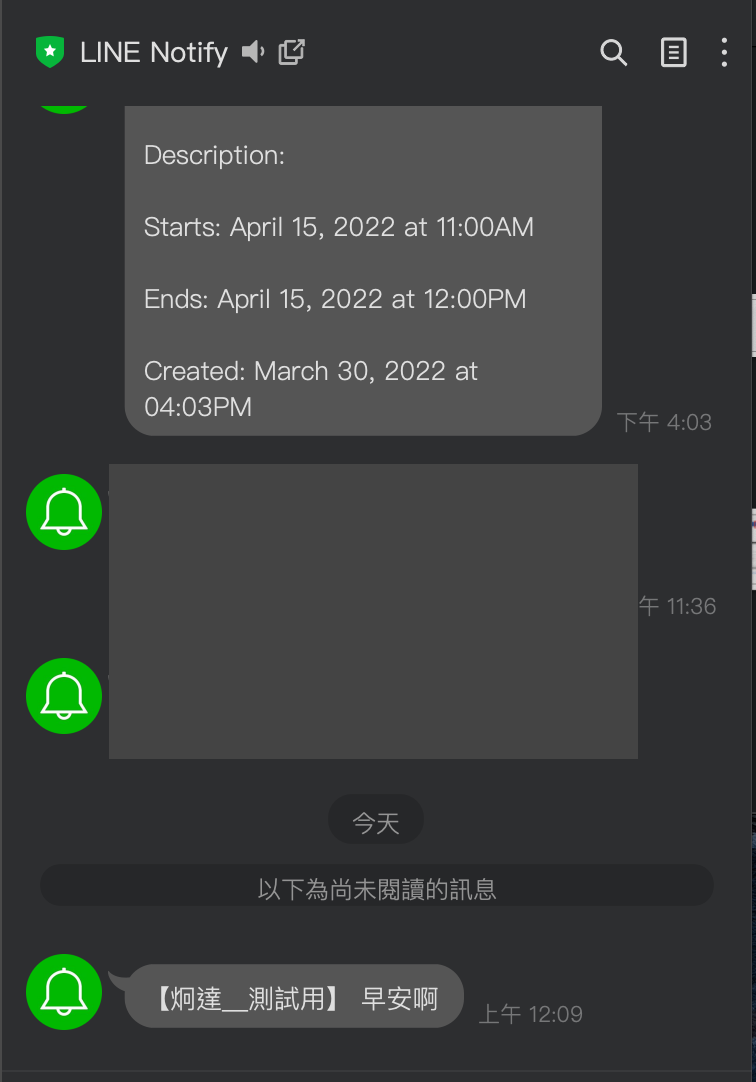 LINE Notify
Description:
Starts: April 15, 2022 at 11:00AM
Ends: April 15, 2022 at 12:00PM
Created: March 30, 2022 at
04:03PM
下午 4:03
午 11:36
今天
以下為尚未閱讀的訊息
【炯達__測試用】 早安啊
上午 12:09